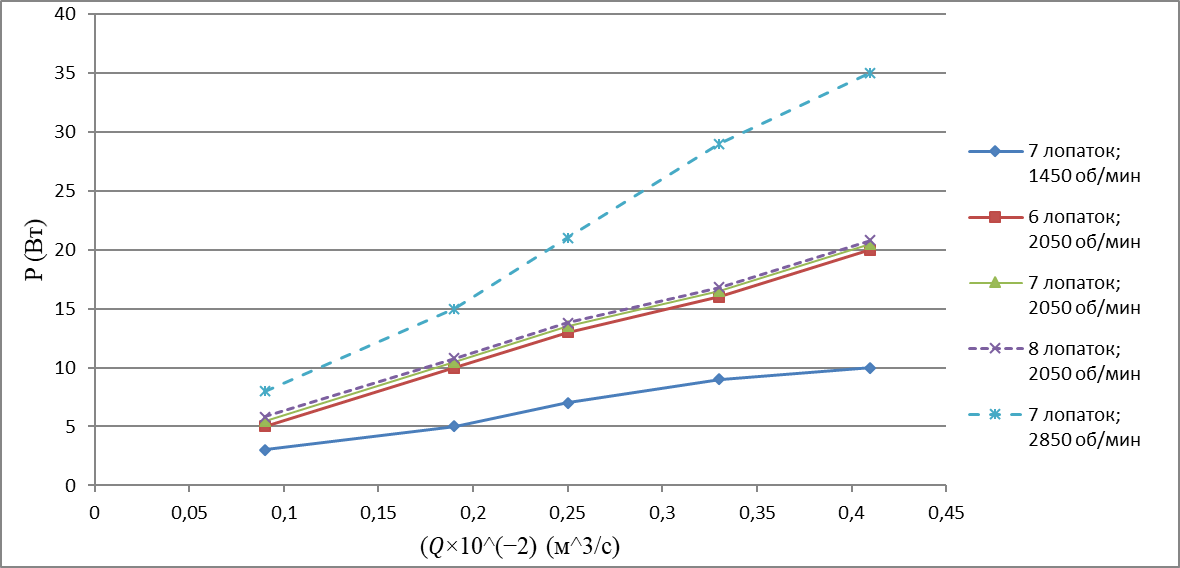 40
35
30
25
20
15
10
5
0
P (Вт)
0
0,05
0,1
0,15
0,2
0,25
0,3
0,35
0,4
0,45
(Q×10^(−2) (м^3/с)
7 лопаток;
1450 об/мин
6 лопаток;
2050 об/мин
7 лопаток;
2050 об/мин
8 лопаток;
2050 об/мин
7 лопаток;
2850 об/мин